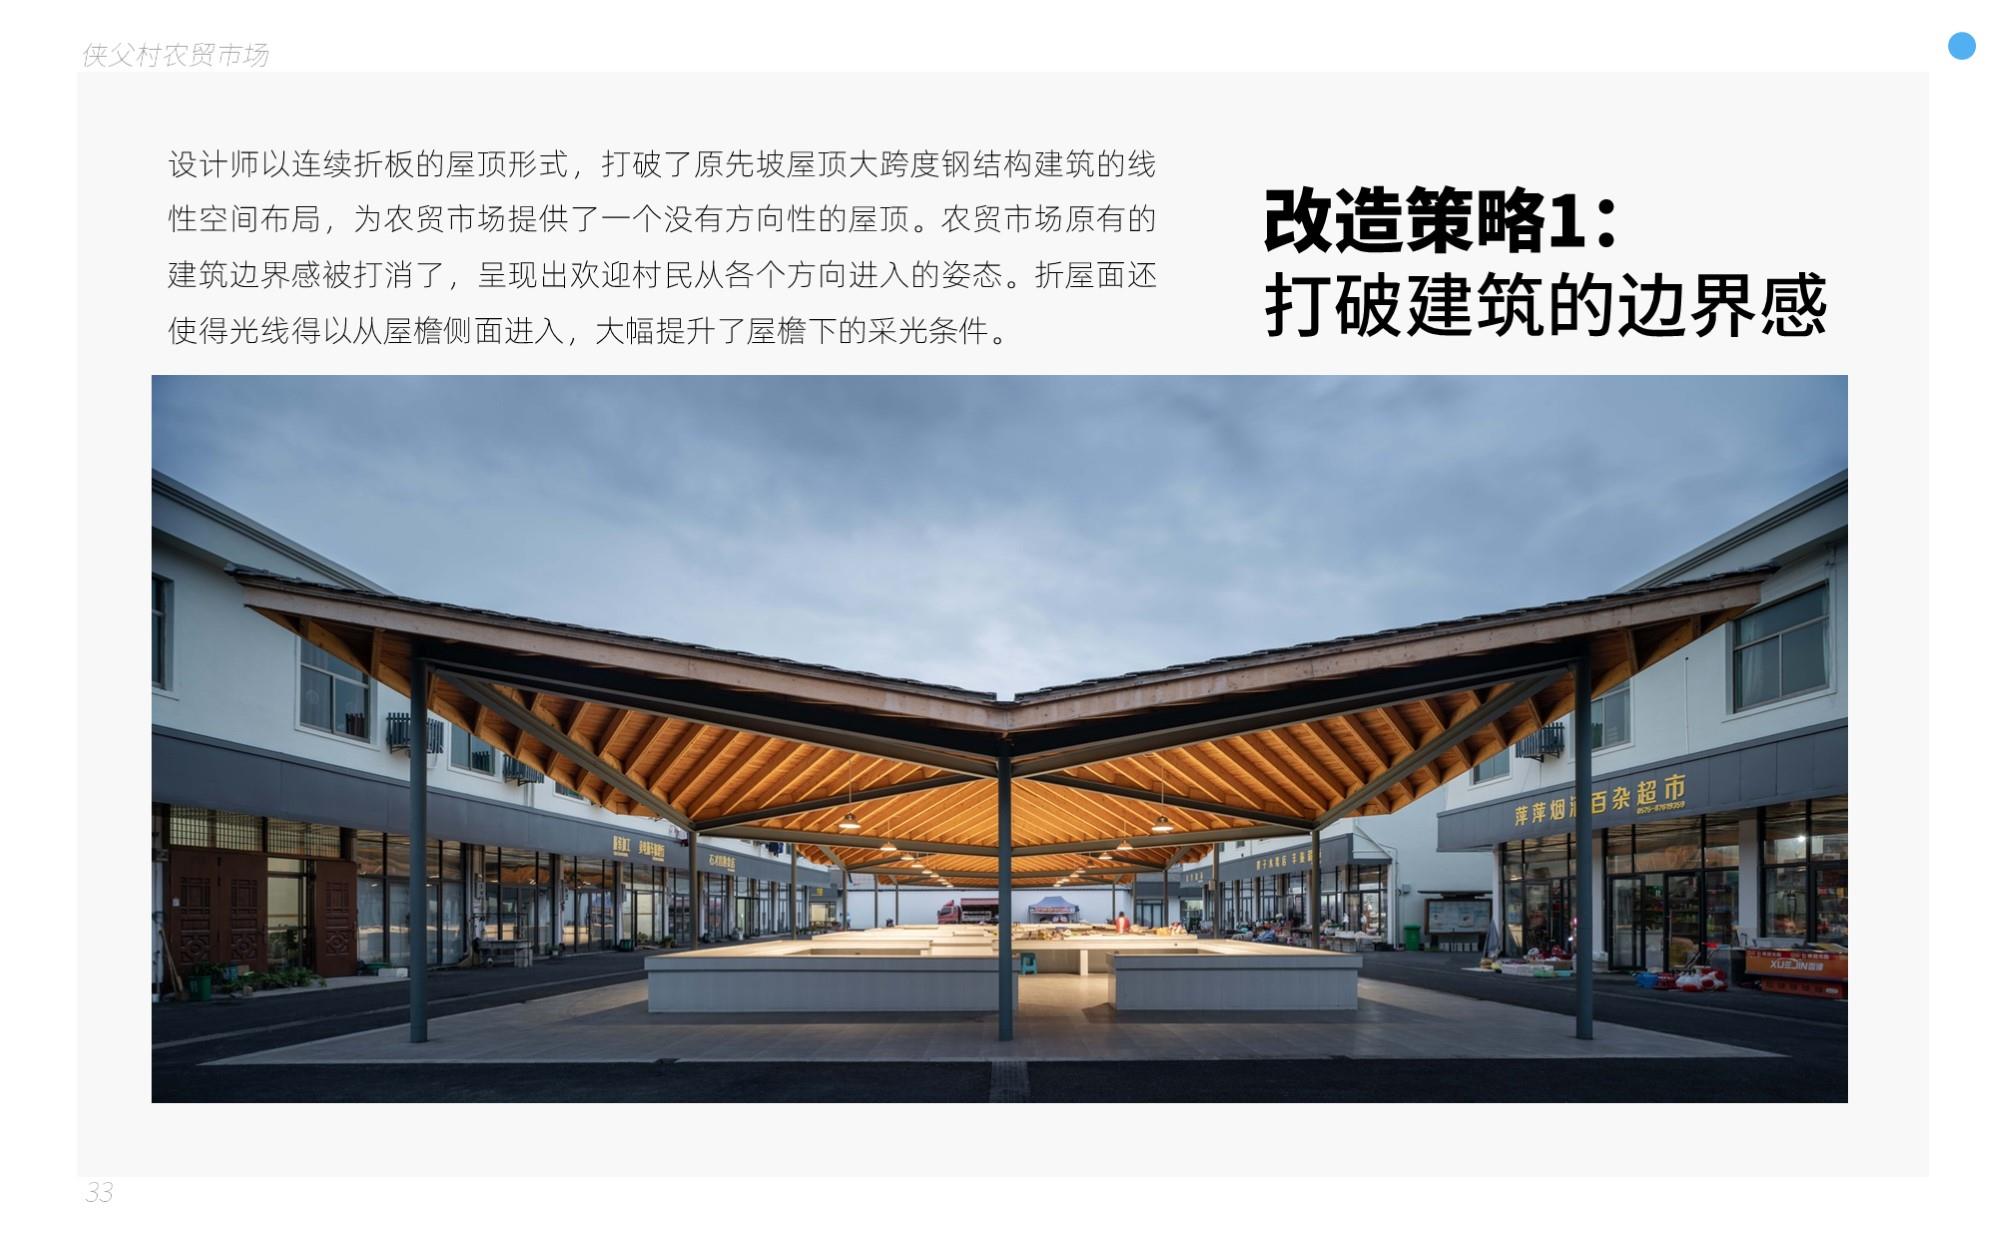 侠父村农贸市场
设计师以连续折板的屋顶形式，打破了原先坡屋顶大跨度钢结构建筑的线
性空间布局，为农贸市场提供了一个没有方向性的屋顶。农贸市场原有的
建筑边界感被打消了，呈现出欢迎村民从各个方向进入的姿态。折屋面还
使得光线得以从屋檐侧面进入，大幅提升了屋檐下的采光条件。
改造策略1：
打破建筑的边界感
萍萍烟酒百杂超市
33